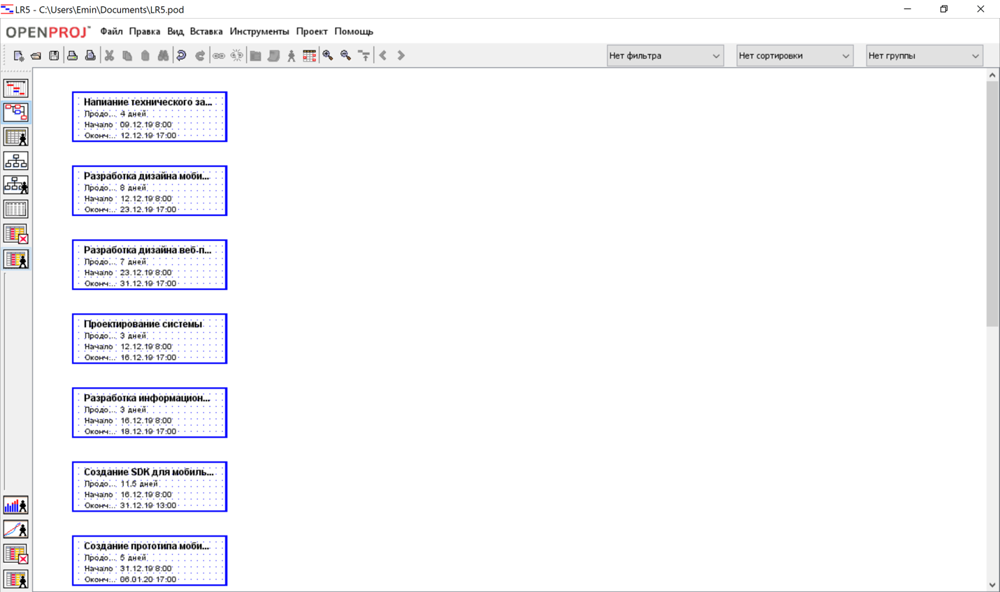 LR5 - C:\Users\Emin\Documents\LR5.pod
OPENPROJ™ Файл Правка Вид Вставка Инструменты Проект Помощь
Нет фильтра Нет сортировки Нет группы
Напиание технического за...
Продо... 4 дней
Начало 09.12.19 8:00
Оконч... 12.12.19 17:00
Разработка дизайна моби...
Продо... 8 дней
Начало 12.12.19 8:00
Оконч... 23.12.19 17:00
Разработка дизайна веб-п...
Продо... 7 дней
Начало 23.12.19 8:00
Оконч... 31.12.19 17:00
Проектирование системы
Продо... 3 дней
Начало 12.12.19 8:00
Оконч... 16.12.19 17:00
Разработка информацион...
Продо... 3 дней
Начало 16.12.19 8:00
Оконч... 18.12.19 17:00
Создание SDK для мобиль...
Продо... 11.5 дней
Начало 16.12.19 8:00
Оконч... 31.12.19 13:00
Создание прототипа моби...
Продо... 5 дней
Начало 31.12.19 8:00
Оконч... 06.01.20 17:00